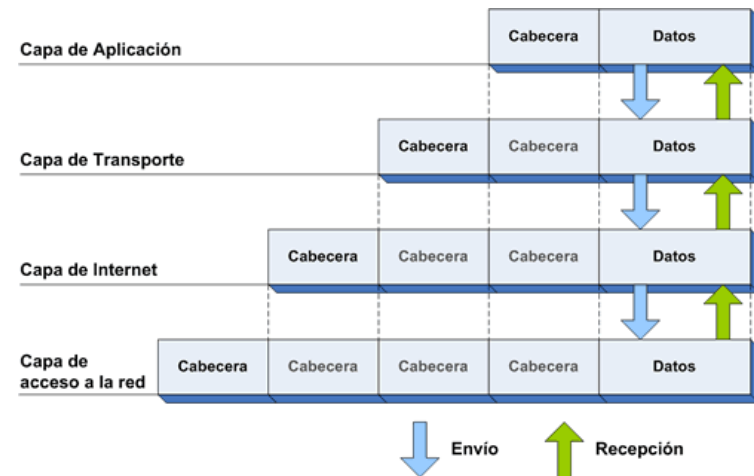 Capa de Aplicación
Cabecera Datos
Capa de Transporte
Cabecera Cabecera Datos
Capa de Internet
Cabecera Cabecera Cabecera Datos
Capa de
acceso a la red
Cabecera Cabecera Cabecera Cabecera Datos
Envío Recepción